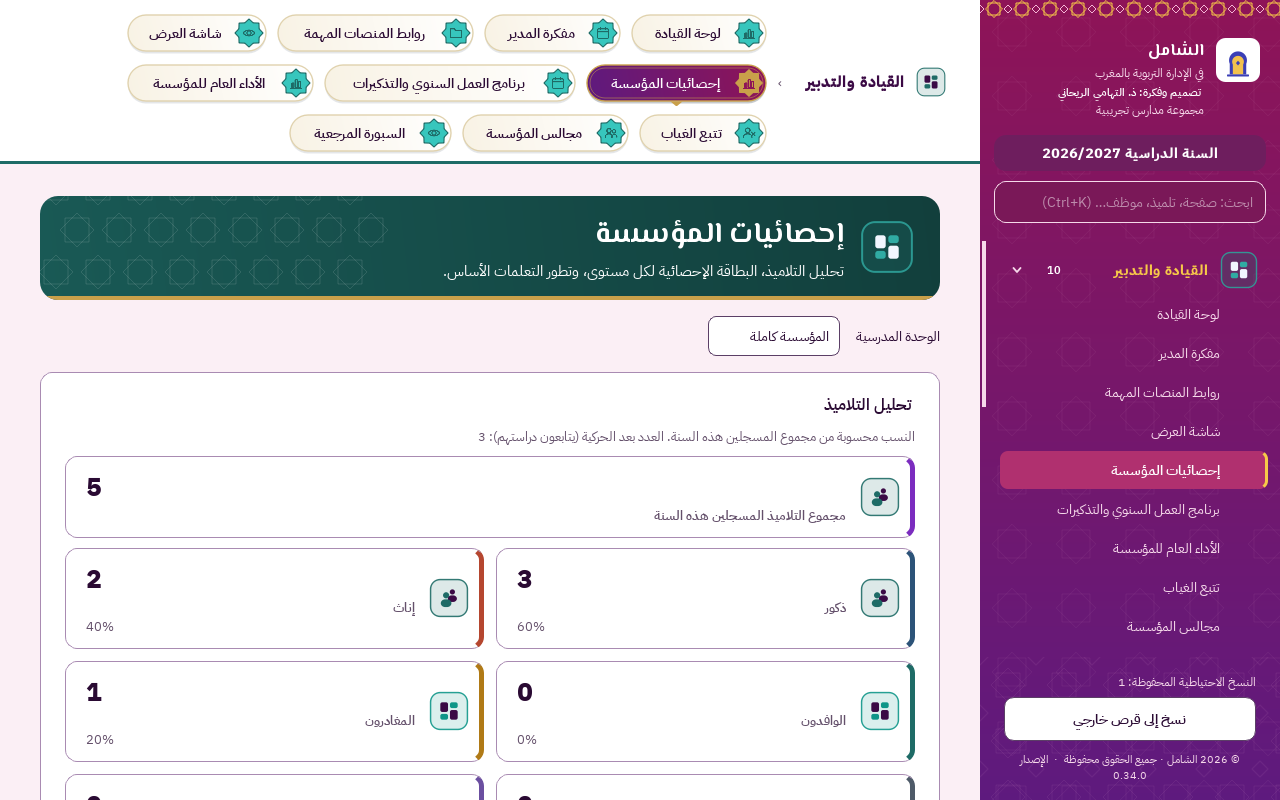 الشامل
في الإدارة التربوية بالمغرب
تصميم وفكرة: ذ. التهامي الريحاني
مجموعة مدارس تجريبية
السنة الدراسية 2026/2027
ابحث: صفحة، تلميذ، موظف... (Ctrl+K)
القيادة والتدبير 10
لوحة القيادة
مفكرة المدير
روابط المنصات المهمة
شاشة العرض
إحصائيات المؤسسة
برنامج العمل السنوي والتذكيرات
الأداء العام للمؤسسة
تتبع الغياب
مجالس المؤسسة
النسخ الاحتياطية المحفوظة: 1
نسخ إلى قرص خارجي
© 2026 الشامل · جميع الحقوق محفوظة · الإصدار
0.34.0
القيادة والتدبير ›
لوحة القيادة مفكرة المدير روابط المنصات المهمة شاشة العرض
إحصائيات المؤسسة برنامج العمل السنوي والتذكيرات الأداء العام للمؤسسة
تتبع الغياب مجالس المؤسسة السبورة المرجعية
إحصائيات المؤسسة
تحليل التلاميذ، البطاقة الإحصائية لكل مستوى، وتطور التعلمات الأساس.
الوحدة المدرسية المؤسسة كاملة
تحليل التلاميذ
النسب محسوبة من مجموع المسجلين هذه السنة. العدد بعد الحركية (يتابعون دراستهم): 3
5
مجموع التلاميذ المسجلين هذه السنة
3
ذكور
60%
2
إناث
40%
0
الوافدون
0%
1
المغادرون
20%